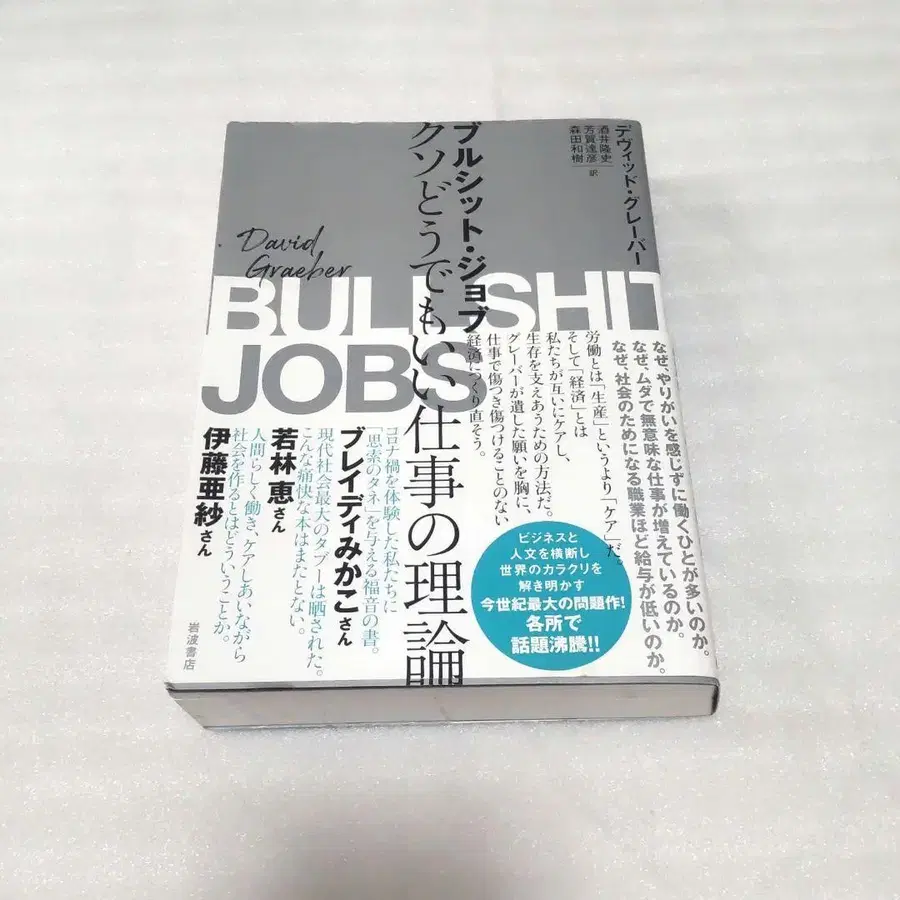 デヴィッド・グレーバー
酒井隆史
芳賀達彦
森田和樹
訳
ブルシット・ジョブ
クソどうでもいい仕事の理論
David
Graeber
BULLSHIT
JOBS
なぜ、やりがいを感じずに働くひとが多いのか。
なぜ、ムダで無意味な仕事が増えているのか。
なぜ、社会のためになる職業ほど給与が低いのか。
労働とは「生産」というより「ケア」だ。
そして「経済」とは
私たちが互いにケアし、
生存を支えあうための方法だ。
グレーバーが遺した願いを胸に、
仕事で傷つき傷つけることのない
経済につくり直そう。
ブレイディみかこさん
コロナ禍を体験した私たちに
「思索のタネ」を与える福音の書。
若林恵さん
現代社会最大のタブーは晒された。
こんな痛快な本はまたとない。
伊藤亜紗さん
人間らしく働き、ケアしあいながら
社会を作るとはどういうことか。
ビジネスと
人文を横断し
世界のカラクリを
解き明かす
今世紀最大の問題作!
各所で
話題沸騰!!
岩波書店